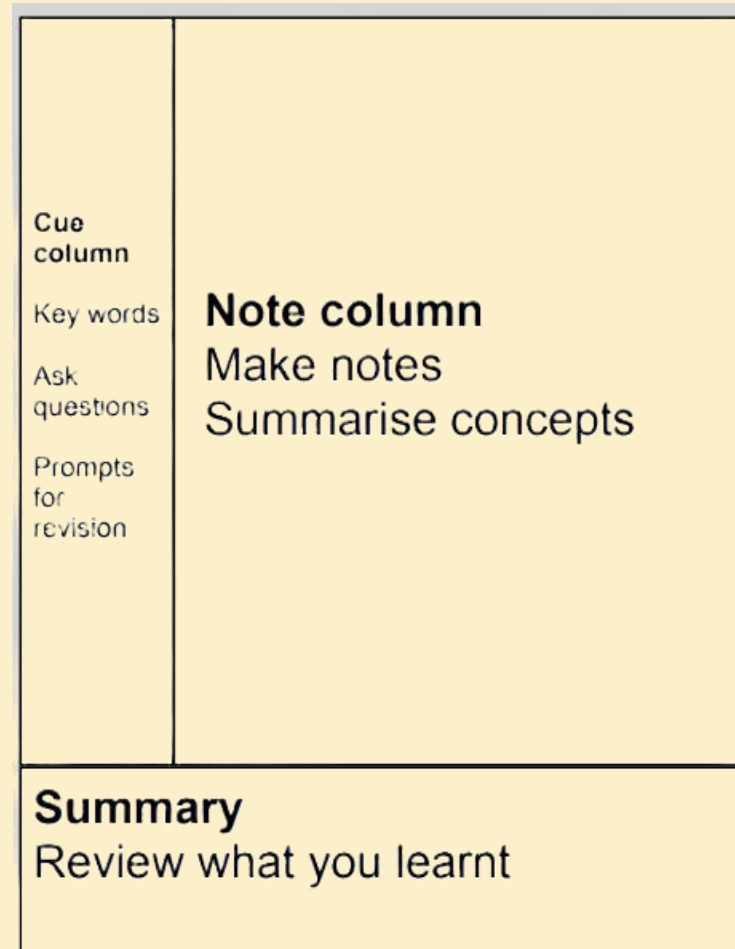 Cue
column
Key words
Ask
questions
Prompts
for
revision
Note column
Make notes
Summarise concepts
Summary
Review what you learnt